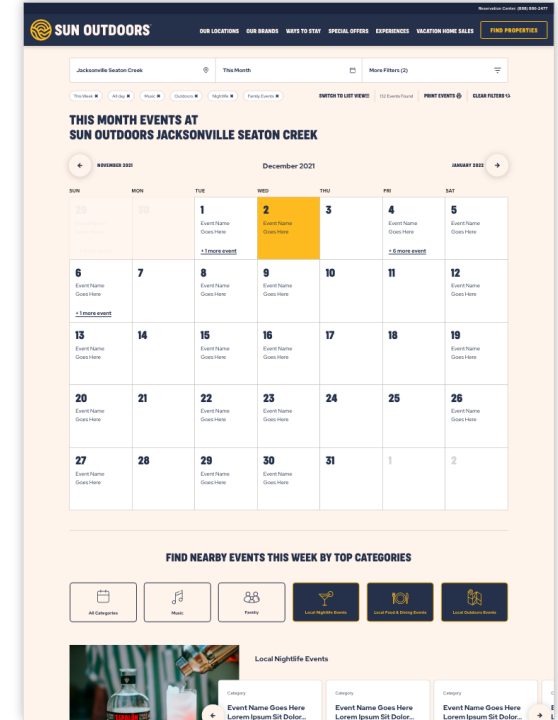 Reservation Center: (888) 886-2477
SUN OUTDOORS
OUR LOCATIONS OUR BRANDS WAYS TO STAY SPECIAL OFFERS EXPERIENCES VACATION HOME SALES FIND PROPERTIES
Jacksonville Seaton Creek This Month More Filters (2)
This Week All day Music Outdoors Nightlife Family Events SWITCH TO LIST VIEW 152 Events Found PRINT EVENTS CLEAR FILTERS
THIS MONTH EVENTS AT
SUN OUTDOORS JACKSONVILLE SEATON CREEK
NOVEMBER 2021 December 2021 JANUARY 2022
SUN MON TUE WED THU FRI SAT
29 30 1 2 3 4 5
Event Name Event Name Event Name Event Name
Goes Here Goes Here Goes Here Goes Here
+ 1 more event + 6 more event
6 7 8 9 10 11 12
Event Name Event Name Event Name Event Name
Goes Here Goes Here Goes Here Goes Here
+ 1 more event
13 14 15 16 17 18 19
Event Name Event Name Event Name Event Name
Goes Here Goes Here Goes Here Goes Here
20 21 22 23 24 25 26
Event Name Event Name Event Name Event Name
Goes Here Goes Here Goes Here Goes Here
27 28 29 30 31 1 2
Event Name Event Name Event Name
Goes Here Goes Here Goes Here
FIND NEARBY EVENTS THIS WEEK BY TOP CATEGORIES
All Categories Music Family Local Nightlife Events Local Food & Dining Events Local Outdoors Events
Local Nightlife Events
Category Category Category
Event Name Goes Here Event Name Goes Here Event Name Goes Here
Lorem Ipsum Sit Dolor... Lorem Ipsum Sit Dolor... Lorem Ipsum Sit Dolor...
ESPOLÒN